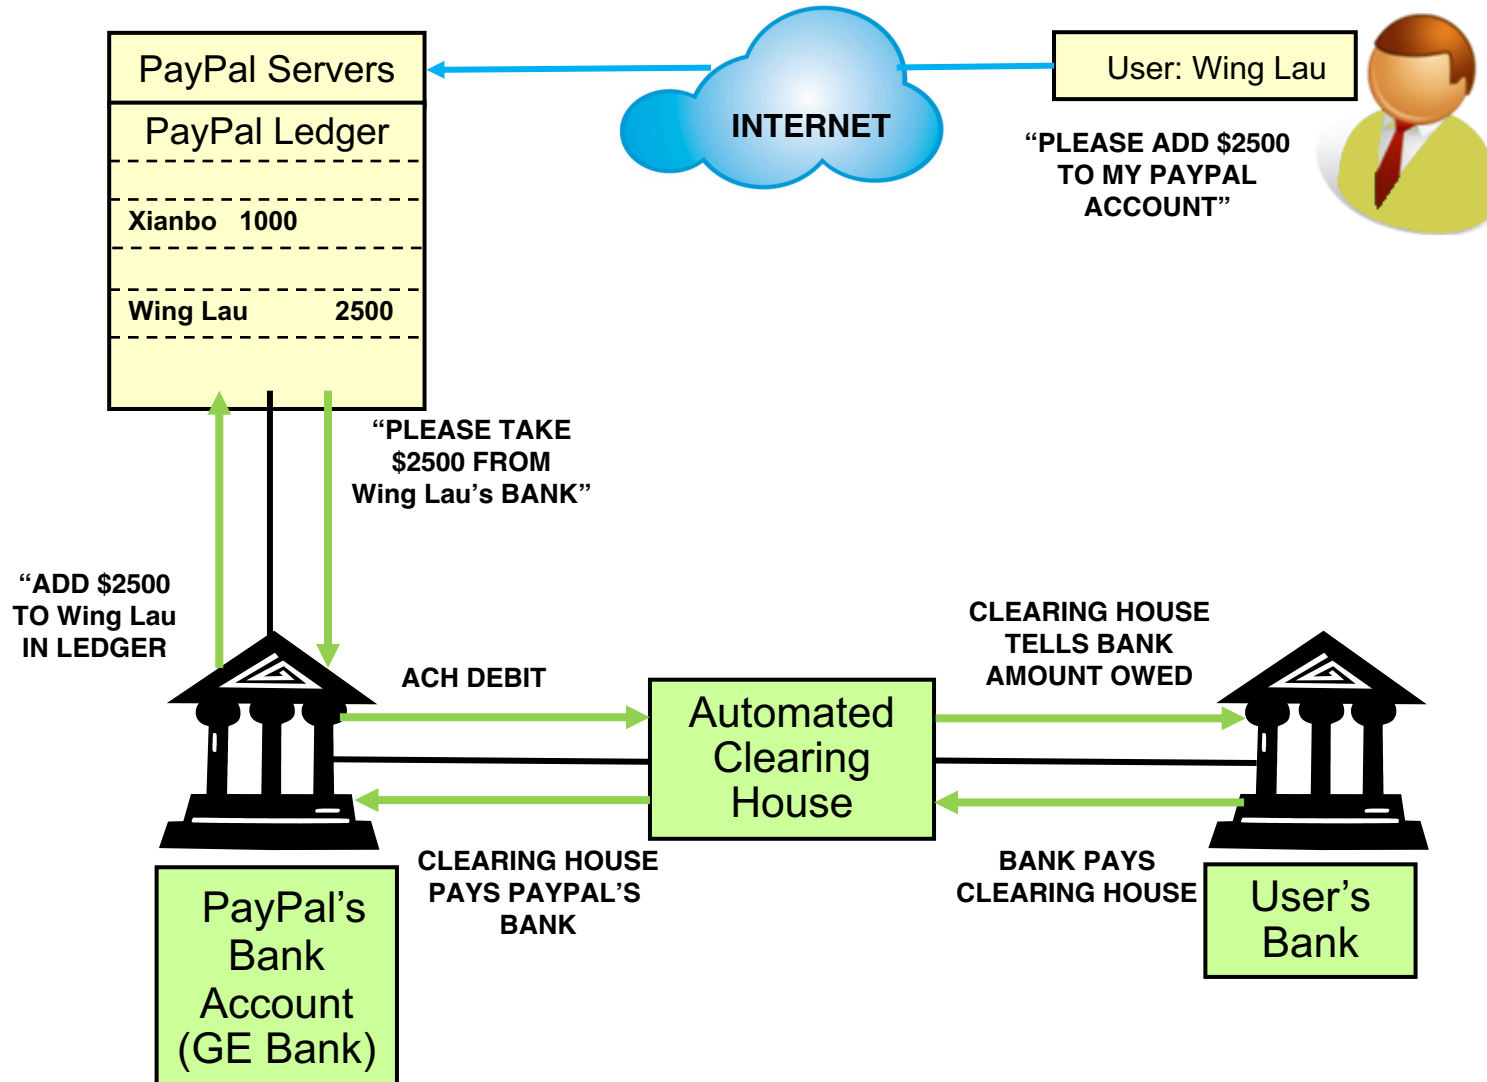 PayPal Servers
PayPal Ledger
Xianbo 1000
Wing Lau 2500
INTERNET
User: Wing Lau
“PLEASE ADD $2500
TO MY PAYPAL
ACCOUNT”
“PLEASE TAKE
$2500 FROM
Wing Lau’s BANK”
“ADD $2500
TO Wing Lau
IN LEDGER
ACH DEBIT
Automated
Clearing
House
CLEARING HOUSE
TELLS BANK
AMOUNT OWED
CLEARING HOUSE
PAYS PAYPAL’S
BANK
BANK PAYS
CLEARING HOUSE
PayPal’s
Bank
Account
(GE Bank)
User’s
Bank